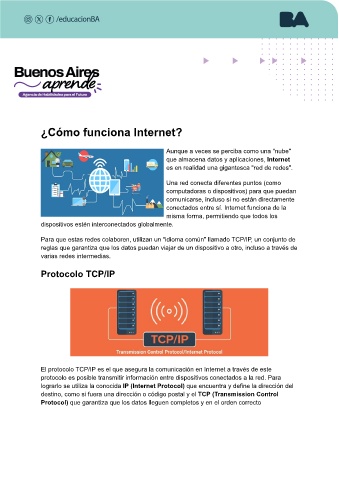 /educacionBA
BA
Buenos Aires
aprende
Agencia de Habilidades para el Futuro
¿Cómo funciona Internet?
Aunque a veces se perciba como una "nube"
que almacena datos y aplicaciones, Internet
es en realidad una gigantesca "red de redes".
Una red conecta diferentes puntos (como
computadoras o dispositivos) para que puedan
comunicarse, incluso si no están directamente
conectados entre sí. Internet funciona de la
misma forma, permitiendo que todos los
dispositivos estén interconectados globalmente.
Para que estas redes colaboren, utilizan un "idioma común" llamado TCP/IP, un conjunto de
reglas que garantiza que los datos puedan viajar de un dispositivo a otro, incluso a través de
varias redes intermedias.
Protocolo TCP/IP
TCP/IP
Transmission Control Protocol/Internet Protocol
El protocolo TCP/IP es el que asegura la comunicación en Internet a través de este
protocolo es posible transmitir información entre dispositivos conectados a la red. Para
lograrlo se utiliza la conocida IP (Internet Protocol) que encuentra y define la dirección del
destino, como si fuera una dirección o código postal y el TCP (Transmission Control
Protocol) que garantiza que los datos lleguen completos y en el orden correcto